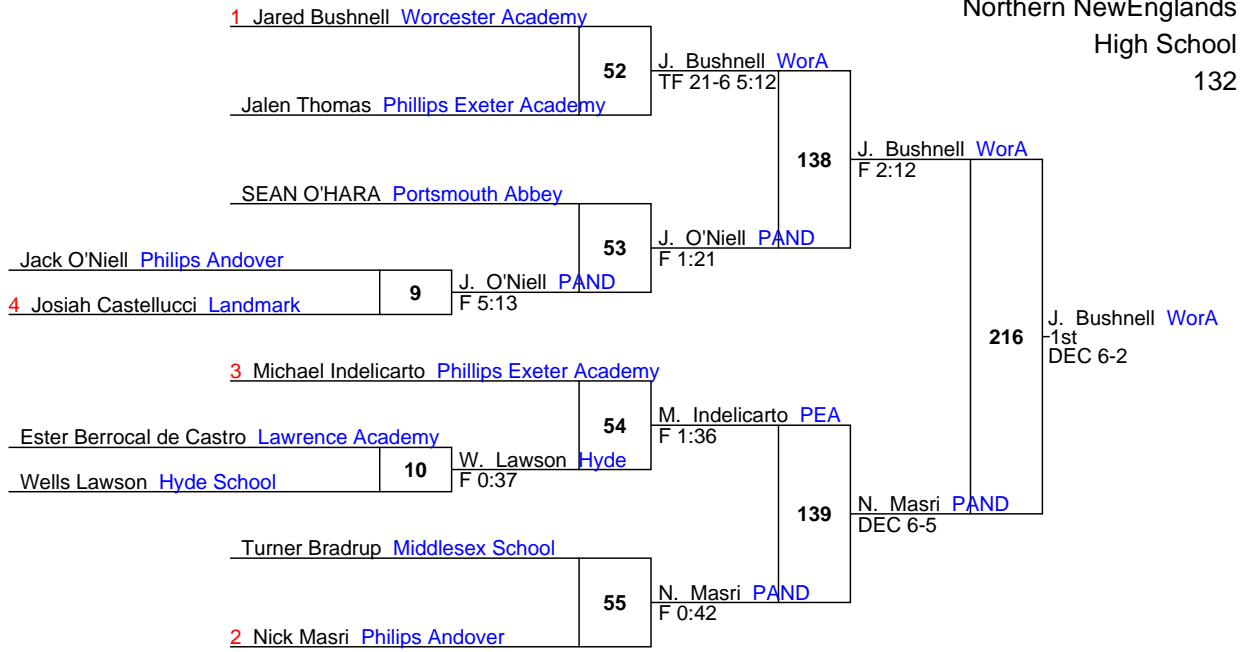 Northern NewEnglands
High School
132
1 Jared Bushnell Worcester Academy
52
J. Bushnell WorA
TF 21-6 5:12
Jalen Thomas Phillips Exeter Academy
138
J. Bushnell WorA
F 2:12
SEAN O'HARA Portsmouth Abbey
53
J. O'Niell PAND
F 1:21
Jack O'Niell Philips Andover
9
J. O'Niell PAND
F 5:13
4 Josiah Castellucci Landmark
216
J. Bushnell WorA
1st
DEC 6-2
3 Michael Indelicarto Phillips Exeter Academy
54
M. Indelicarto PEA
F 1:36
Ester Berrocal de Castro Lawrence Academy
10
W. Lawson Hyde
F 0:37
Wells Lawson Hyde School
139
N. Masri PAND
DEC 6-5
Turner Bradrup Middlesex School
55
N. Masri PAND
F 0:42
2 Nick Masri Philips Andover